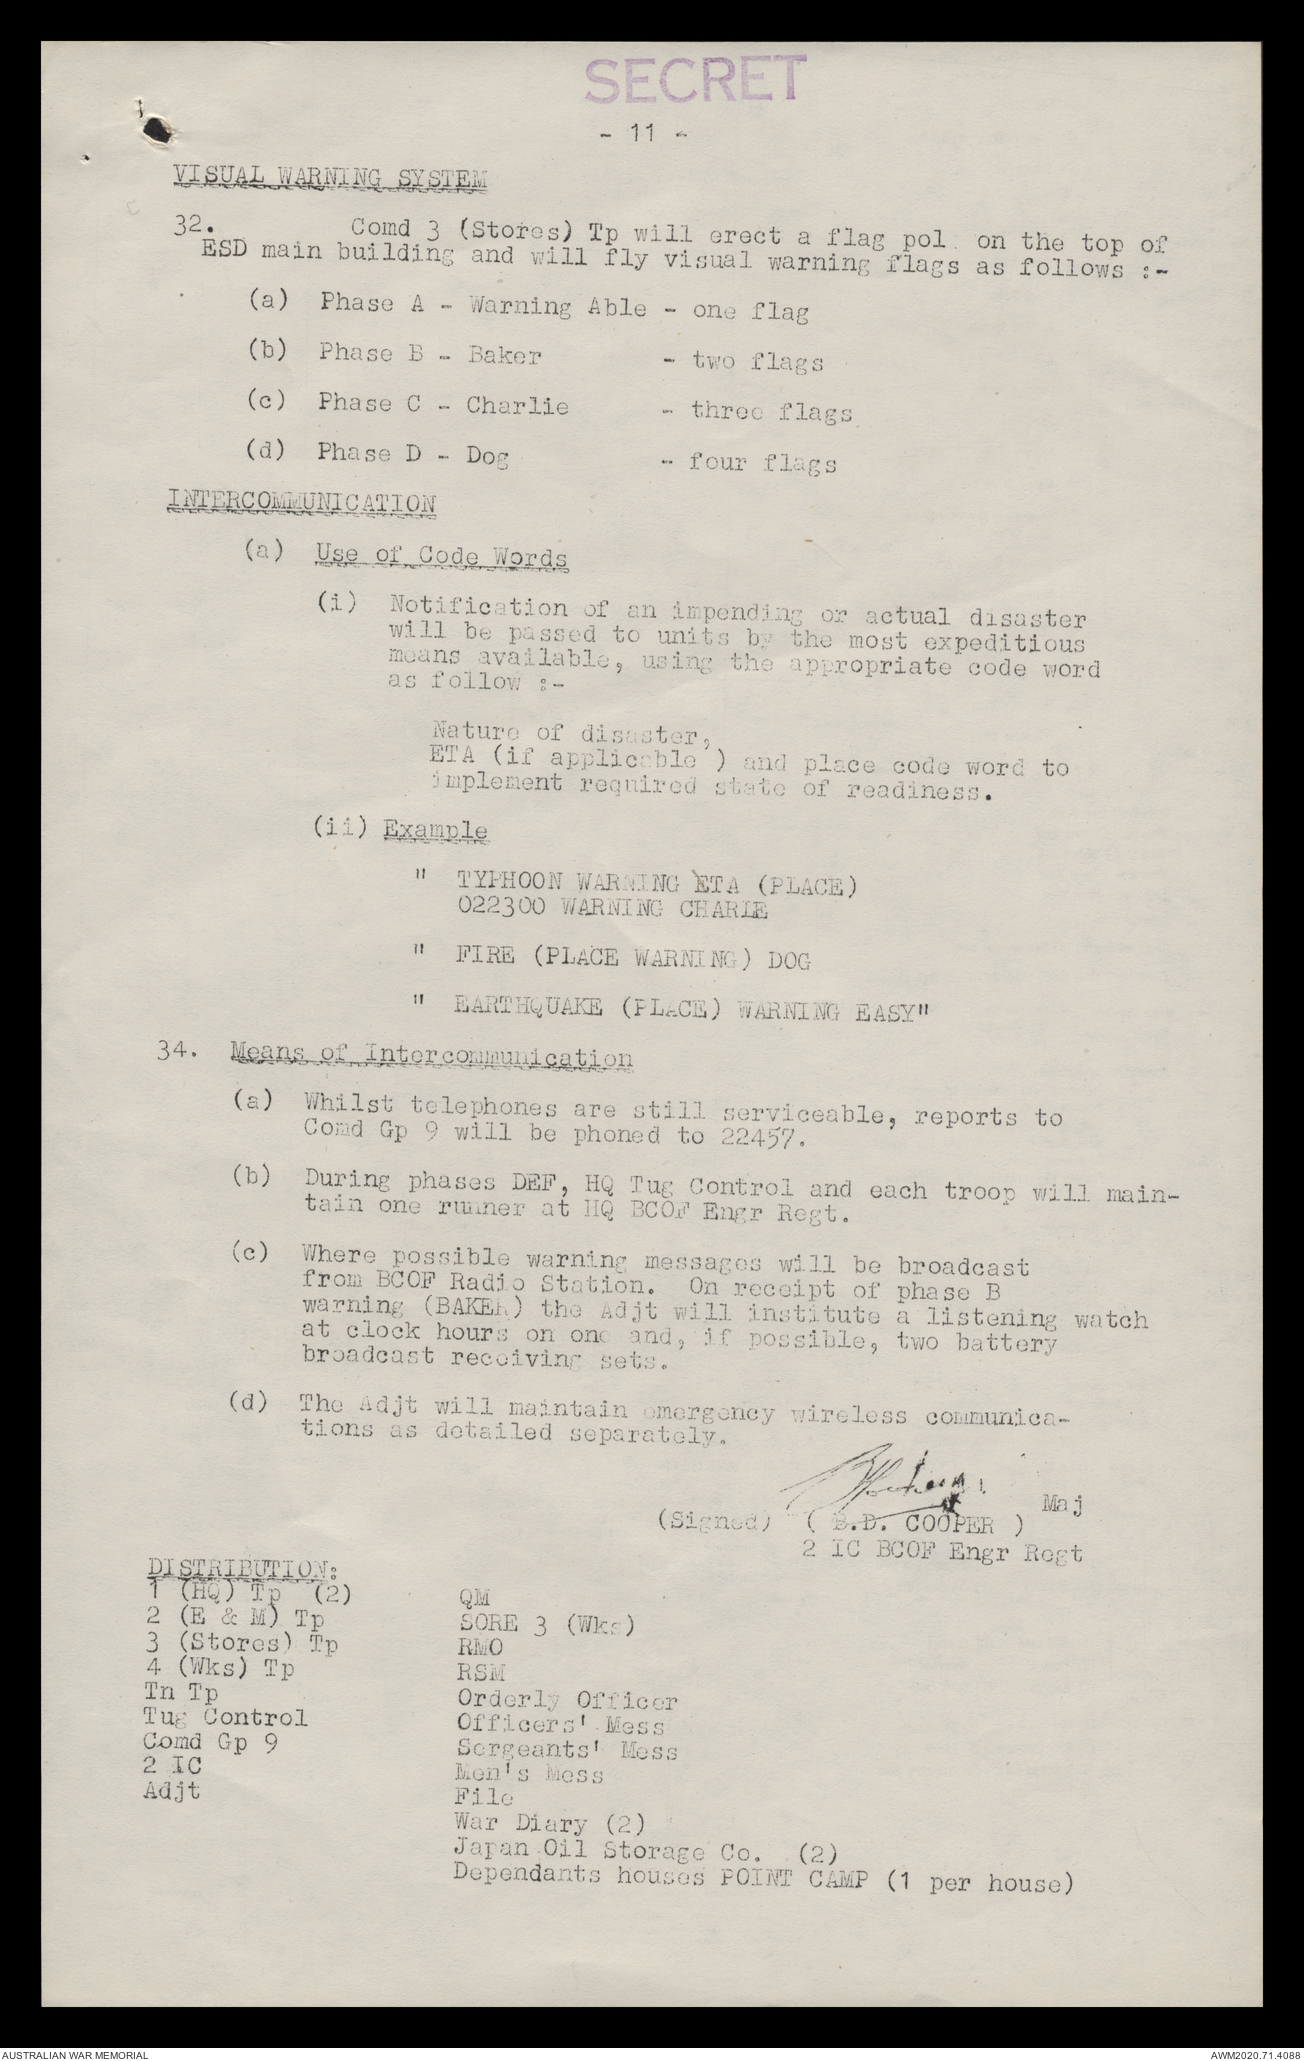 SECRET
- 11 -
VISUAL WARNING SYSTEM
32. Comd 3 (Stores) Tp will erect a flag pol on the top of
ESD main building and will fly visual warning flags as follows :-
(a) Phase A - Warning Able - one flag
(b) Phase B - Baker - two flags
(c) Phase C - Charlie - three flags
(d) Phase D - Dog - four flags
INTERCOMMUNICATION
(a) Use of Code Words
(i) Notification of an impending or actual disaster
will be passed to units by the most expeditious
means available, using the appropriate code word
as follow :-
Nature of disaster,
ETA (if applicable ) and place code word to
implement required state of readiness.
(ii) Example
" TYPHOON WARNING ETA (PLACE)
022300 WARNING CHARIE
" FIRE (PLACE WARNING) DOG
" EARTHQUAKE (PLACE) WARNING EASY"
34. Means of Intercommunication
(a) Whilst telephones are still serviceable, reports to
Comd Gp 9 will be phoned to 22457.
(b) During phases DEF, HQ Tug Control and each troop will main-
tain one runner at HQ BCOF Engr Regt.
(c) Where possible warning messages will be broadcast
from BCOF Radio Station. On receipt of phase B
warning (BAKER) the Adjt will institute a listening watch
at clock hours on one and, if possible, two battery
broadcast receiving sets.
(d) The Adjt will maintain emergency wireless communica-
tions as detailed separately.
Maj
(Signed) ( B.D. COOPER )
2 IC BCOF Engr Regt
DISTRIBUTION:
1 (HQ) Tp (2)
2 (E & M) Tp
3 (Stores) Tp
4 (Wks) Tp
Tn Tp
Tug Control
Comd Gp 9
2 IC
Adjt
QM
SORE 3 (Wks)
RMO
RSM
Orderly Officer
Officers' Mess
Sergeants' Mess
Men's Mess
File
War Diary (2)
Japan Oil Storage Co. (2)
Dependants houses POINT CAMP (1 per house)
AUSTRALIAN WAR MEMORIAL
AWM2020.71.4088